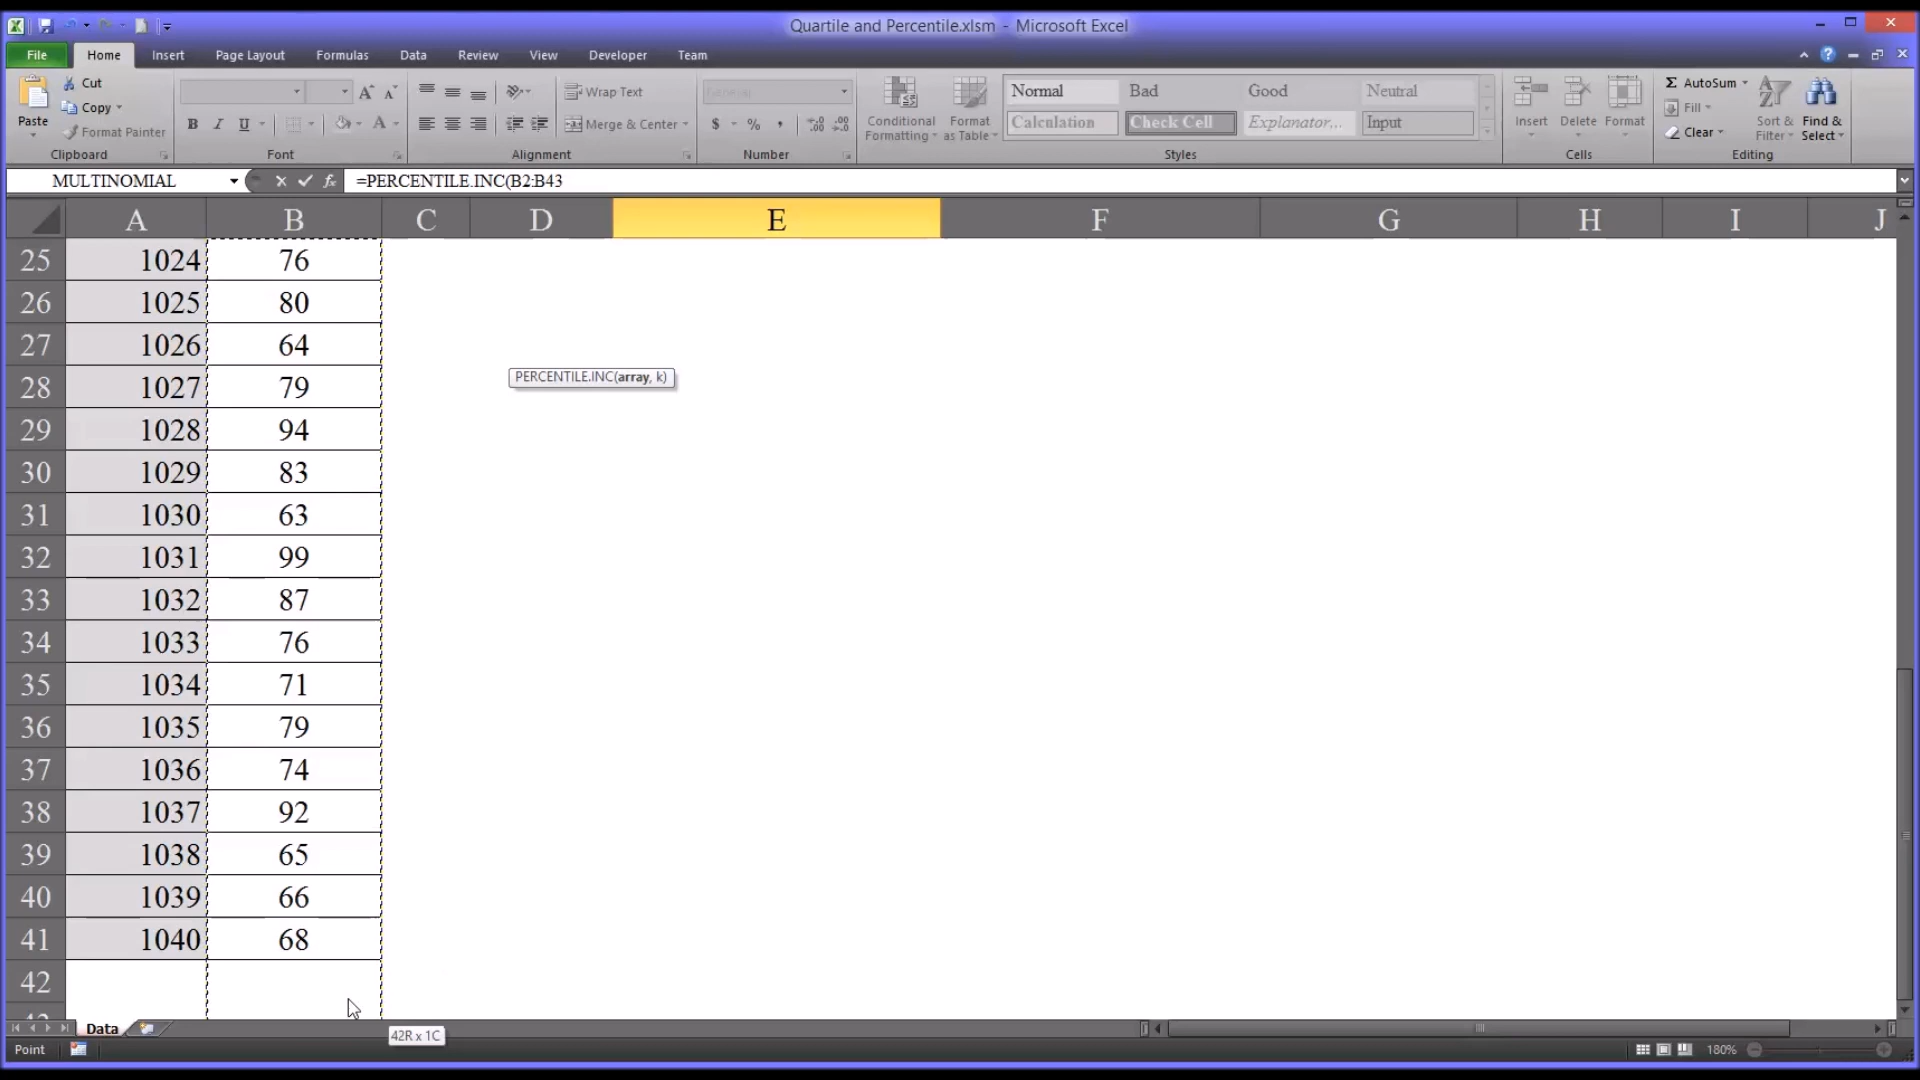 Quartile and Percentile.xlsm - Microsoft Excel
File Home Insert Page Layout Formulas Data Review View Developer Team
Paste
Cut
Copy
Format Painter
Clipboard
B I U
Font
Wrap Text
Merge & Center
Alignment
General
$ % ,
Number
Conditional Formatting
Format as Table
Normal Bad Good Neutral
Calculation Check Cell Explanator... Input
Styles
Insert Delete Format
Cells
AutoSum
Fill
Clear
Sort & Filter
Find & Select
Editing
MULTINOMIAL fx =PERCENTILE.INC(B2:B43
A B C D E F G H I J
25 1024 76
26 1025 80
27 1026 64
28 1027 79
PERCENTILE.INC(array, k)
29 1028 94
30 1029 83
31 1030 63
32 1031 99
33 1032 87
34 1033 76
35 1034 71
36 1035 79
37 1036 74
38 1037 92
39 1038 65
40 1039 66
41 1040 68
42
Data
42R x 1C
Point
180%